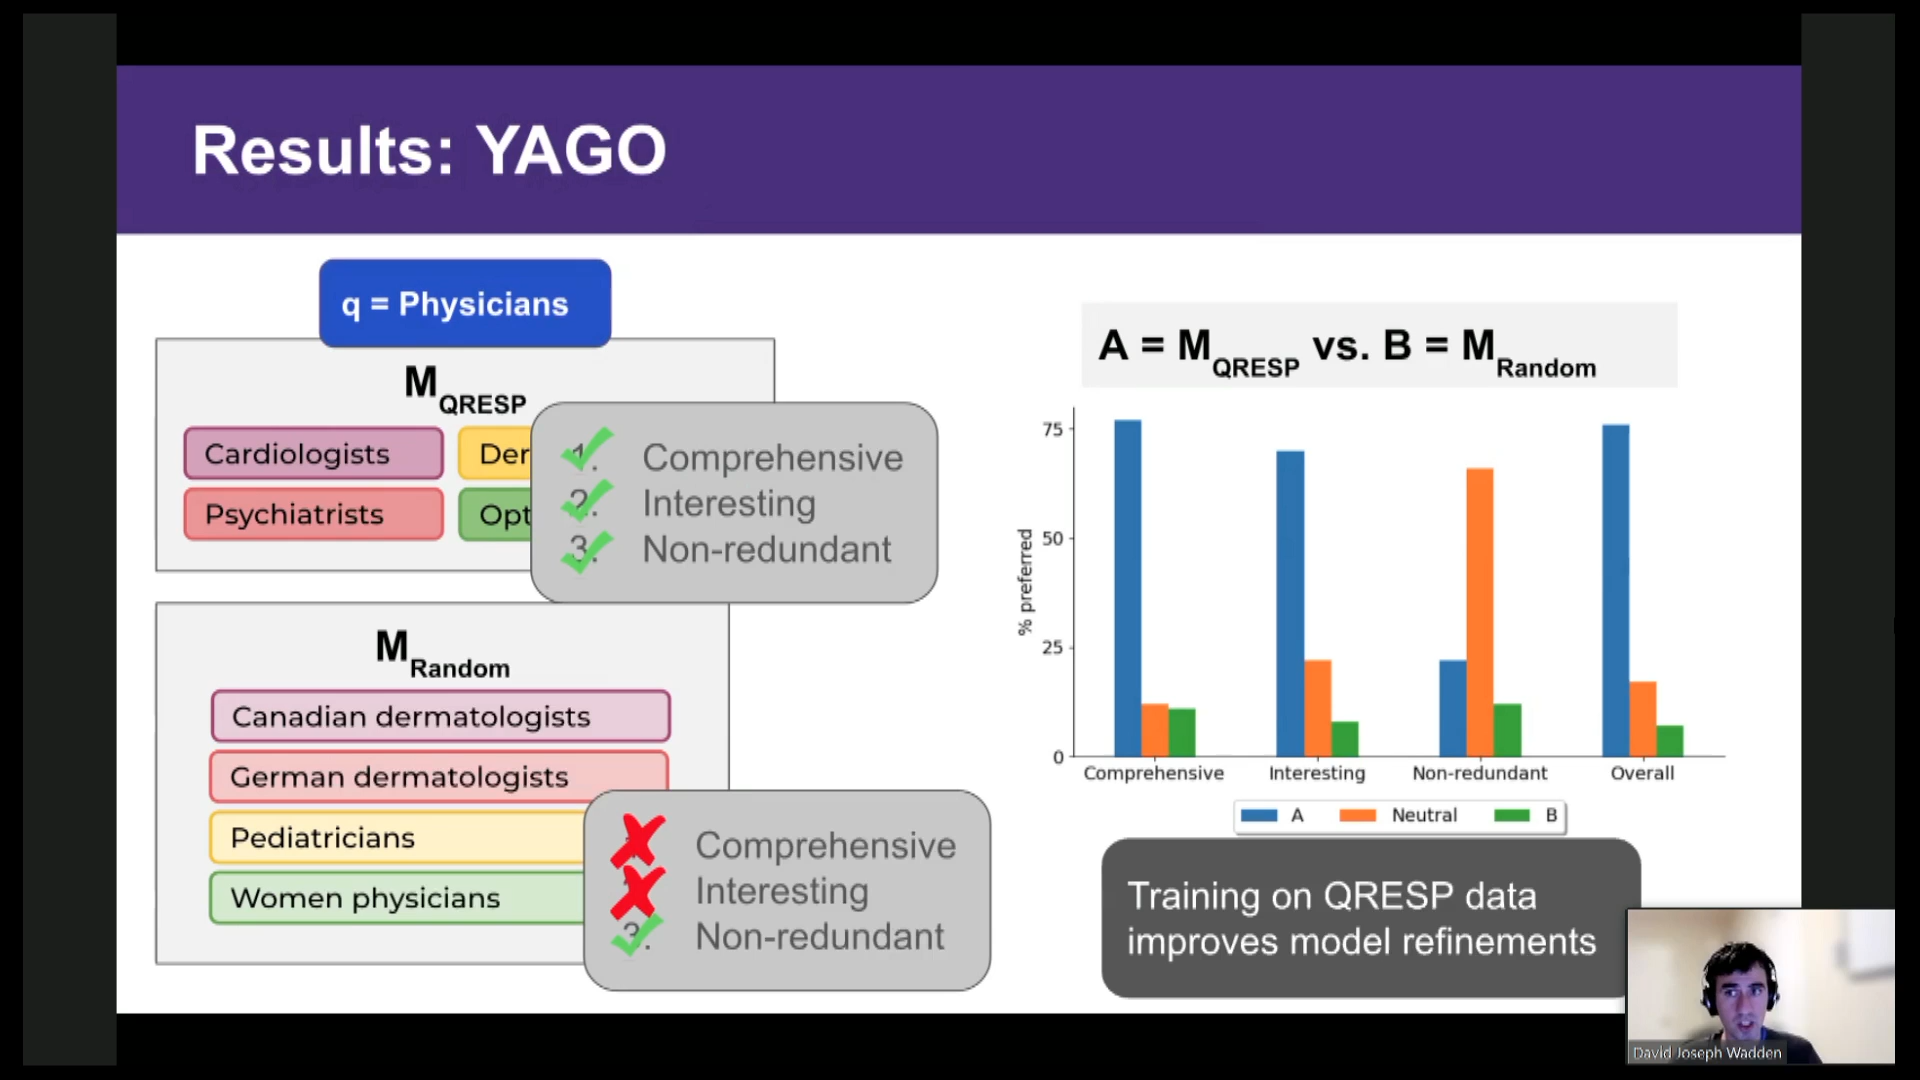 Results: YAGO
q = Physicians
M QRESP
Cardiologists
Der
Psychiatrists
Opt
1. Comprehensive
2. Interesting
3. Non-redundant
M Random
Canadian dermatologists
German dermatologists
Pediatricians
Women physicians
Comprehensive
Interesting
3. Non-redundant
A = M QRESP vs. B = M Random
% preferred
75
50
25
0
Comprehensive Interesting Non-redundant Overall
A Neutral B
Training on QRESP data
improves model refinements
David Joseph Wadden